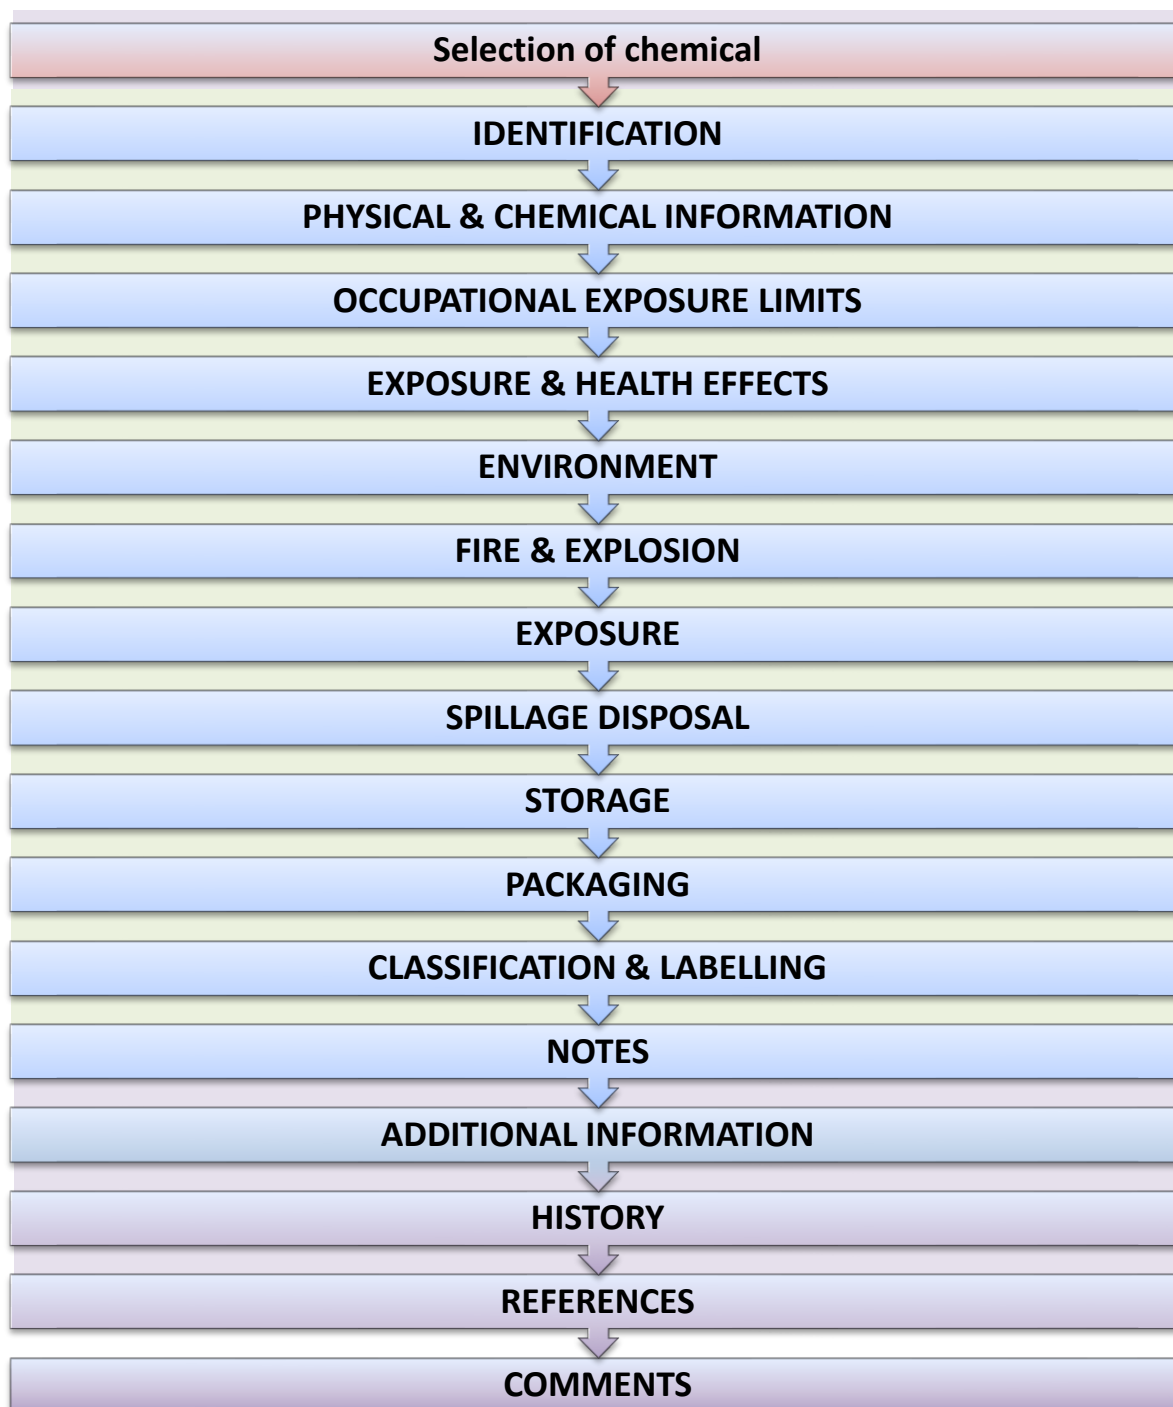 Selection of chemical
IDENTIFICATION
PHYSICAL & CHEMICAL INFORMATION
OCCUPATIONAL EXPOSURE LIMITS
EXPOSURE & HEALTH EFFECTS
ENVIRONMENT
FIRE & EXPLOSION
EXPOSURE
SPILLAGE DISPOSAL
STORAGE
PACKAGING
CLASSIFICATION & LABELLING
NOTES
ADDITIONAL INFORMATION
HISTORY
REFERENCES
COMMENTS